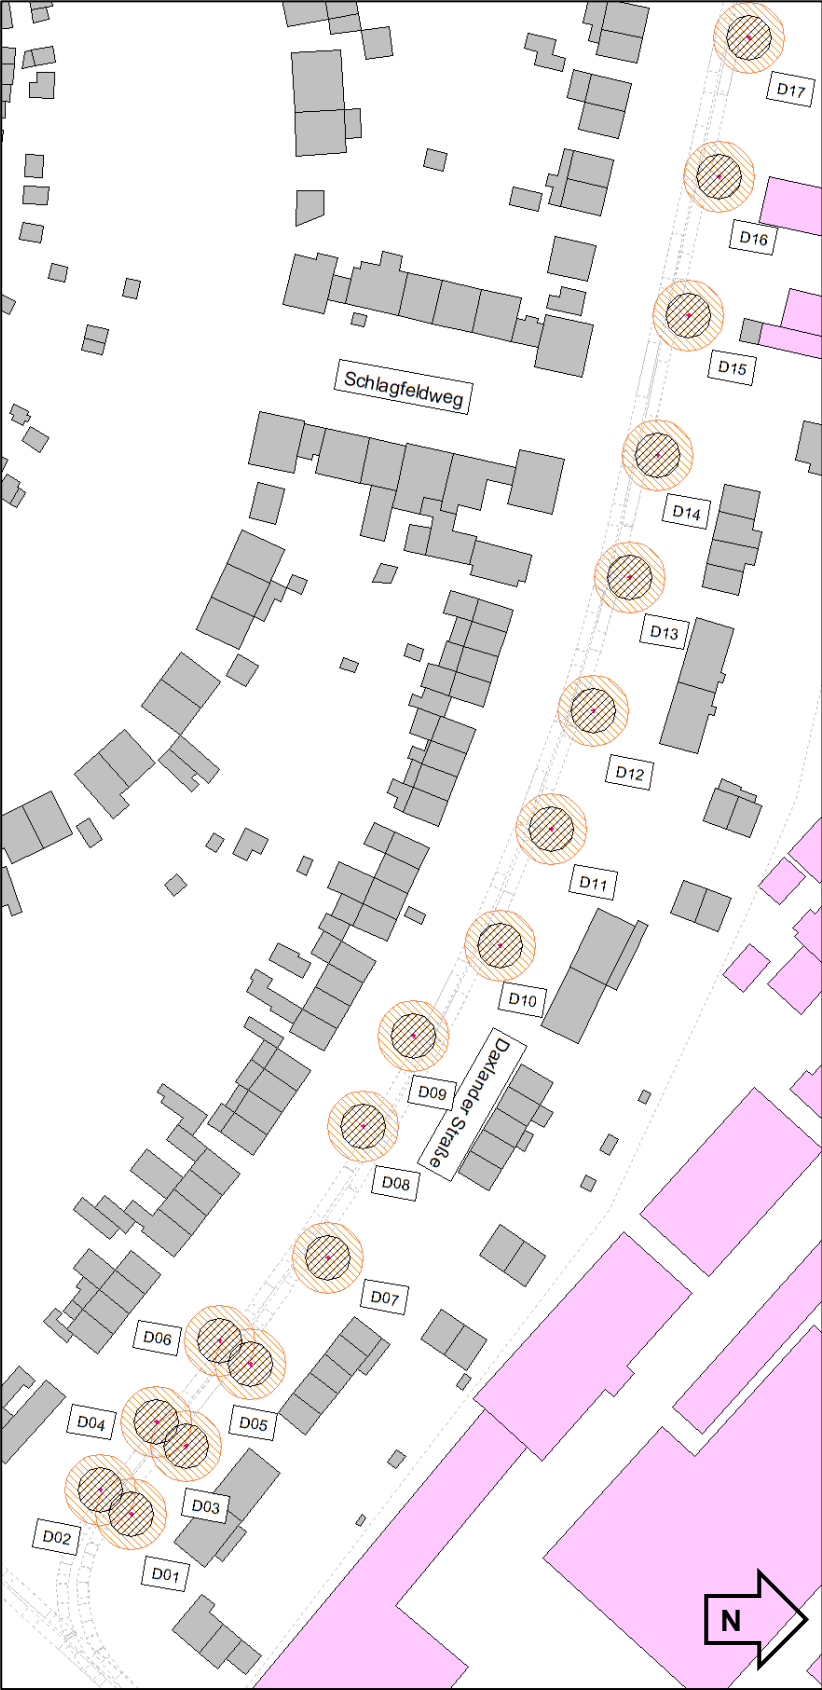 D17
D16
D15
Schlagfeldweg
D14
D13
D12
D11
D10
D09
Daxlander Straße
D08
D07
D06
D05
D04
D03
D02
D01
N